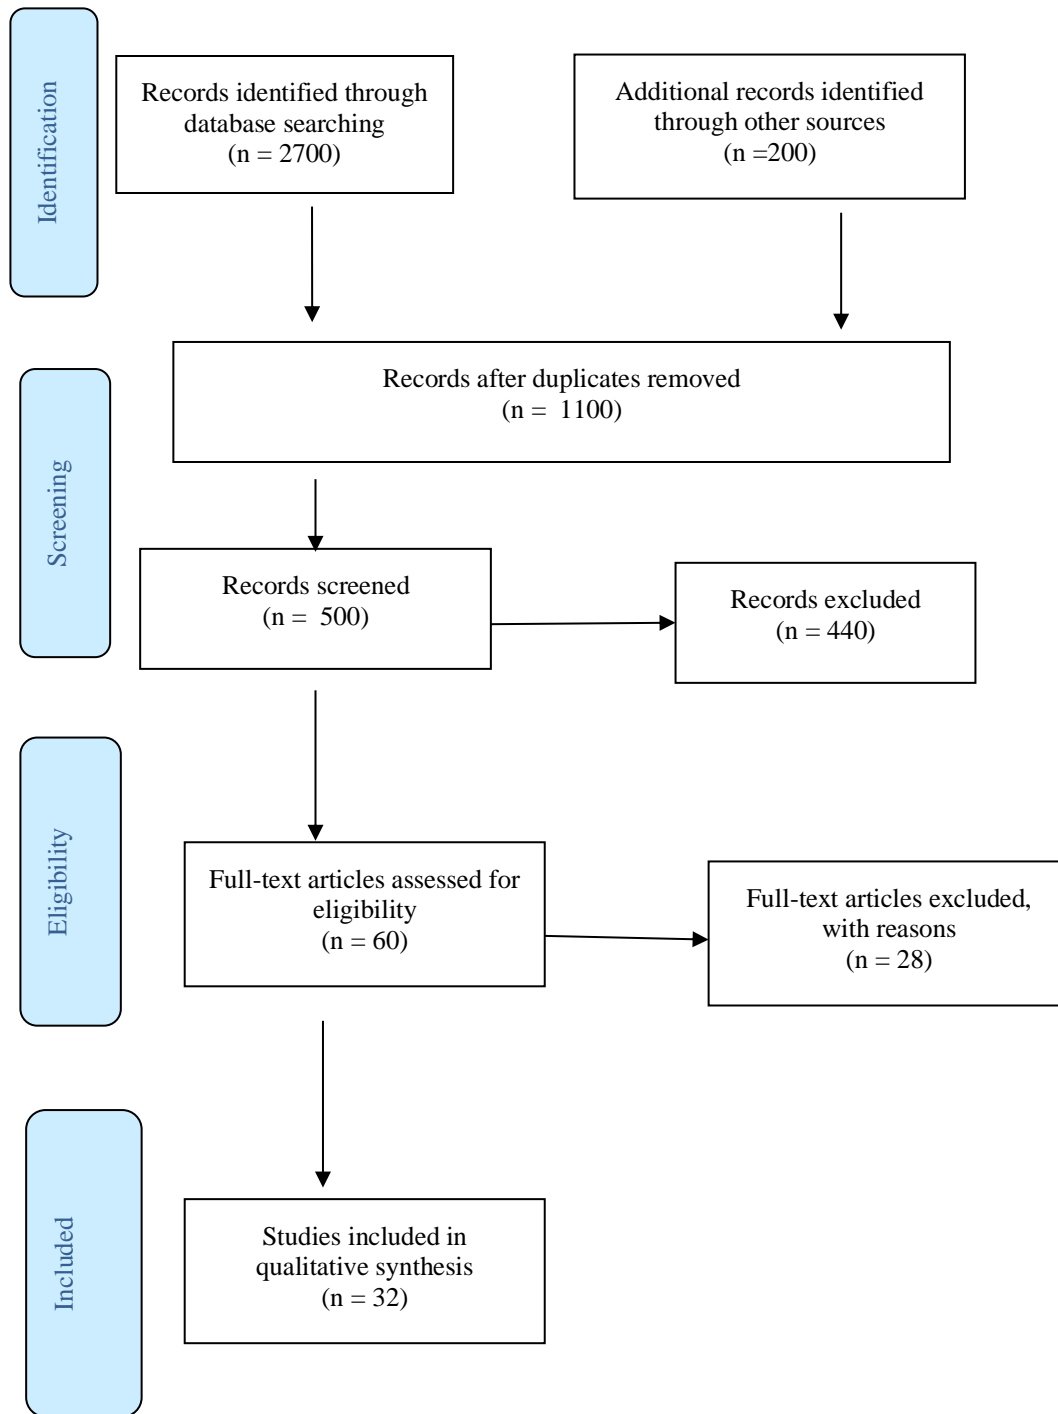 Identification
Records identified through
database searching
(n = 2700)
Additional records identified
through other sources
(n =200)
Records after duplicates removed
(n =  1100)
Screening
Records screened
(n =  500)
Records excluded
(n = 440)
Eligibility
Full-text articles assessed for
eligibility
(n = 60)
Full-text articles excluded,
with reasons
(n = 28)
Included
Studies included in
qualitative synthesis
(n = 32)